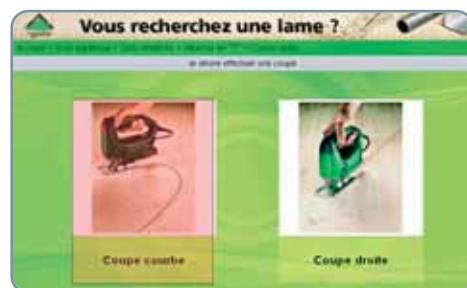 Vous recherchez une lame ?
je désire effectuer une coupe
Coupe courbe
Coupe droite